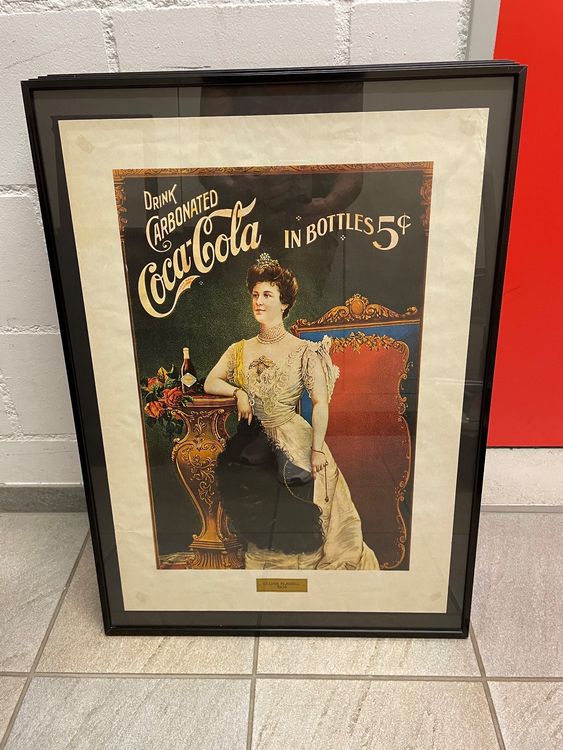 DRINK
CARBONATED
Coca-Cola
IN BOTTLES 5¢